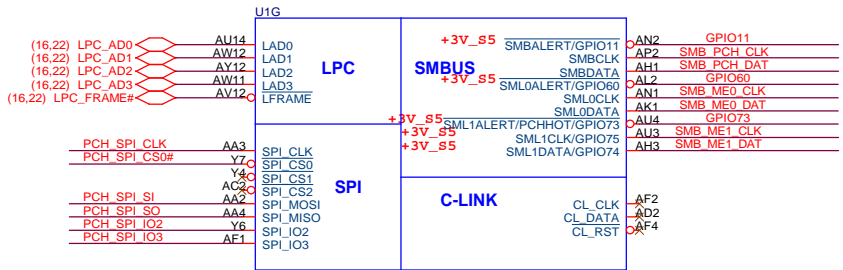 U1G
(16,22) LPC_AD0 AU14 LAD0
(16,22) LPC_AD1 AW12 LAD1
(16,22) LPC_AD2 AY12 LAD2
(16,22) LPC_AD3 AW11 LAD3
(16,22) LPC_FRAME# AV12 LFRAME
LPC
PCH_SPI_CLK AA3 SPI_CLK
PCH_SPI_CS0# Y7 SPI_CS0
Y4 SPI_CS1
AC2 SPI_CS2
PCH_SPI_SI AA2 SPI_MOSI
PCH_SPI_SO AA4 SPI_MISO
PCH_SPI_IO2 Y6 SPI_IO2
PCH_SPI_IO3 AF1 SPI_IO3
SPI
SMBUS
+3V_S5 SMBALERT/GPIO11 AN2 GPIO11
SMBCLK AP2 SMB_PCH_CLK
SMBDATA AH1 SMB_PCH_DAT
+3V_S5 SML0ALERT/GPIO60 AL2 GPIO60
SML0CLK AN1 SMB_ME0_CLK
SML0DATA AK1 SMB_ME0_DAT
+3V_S5 SML1ALERT/PCHHOT/GPIO73 AU4 GPIO73
+3V_S5 SML1CLK/GPIO75 AU3 SMB_ME1_CLK
+3V_S5 SML1DATA/GPIO74 AH3 SMB_ME1_DAT
C-LINK
CL_CLK AF2
CL_DATA AD2
CL_RST AF4